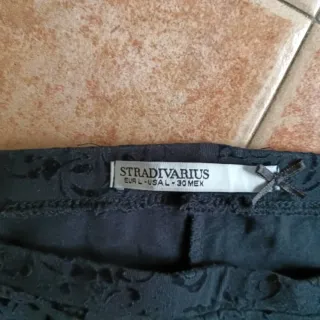 STRADIVARIUS
EUR L - USA L - 30 MEX